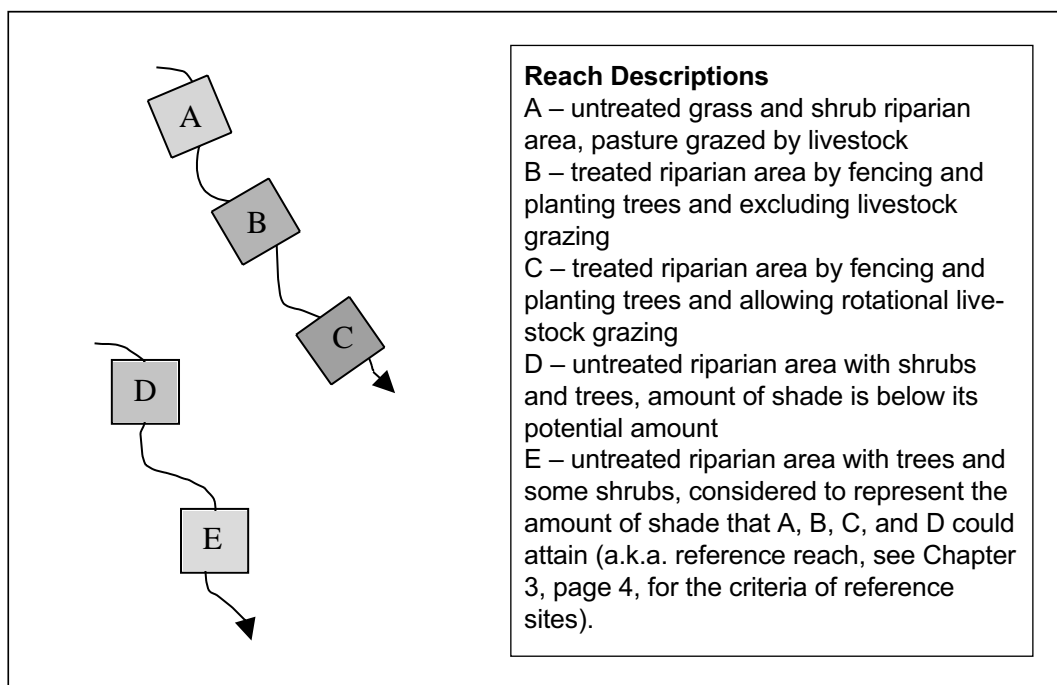 A
B
C
D
E
Reach Descriptions
A – untreated grass and shrub riparian
area, pasture grazed by livestock
B – treated riparian area by fencing and
planting trees and excluding livestock
grazing
C – treated riparian area by fencing and
planting trees and allowing rotational live-
stock grazing
D – untreated riparian area with shrubs
and trees, amount of shade is below its
potential amount
E – untreated riparian area with trees and
some shrubs, considered to represent the
amount of shade that A, B, C, and D could
attain (a.k.a. reference reach, see Chapter
3, page 4, for the criteria of reference
sites).